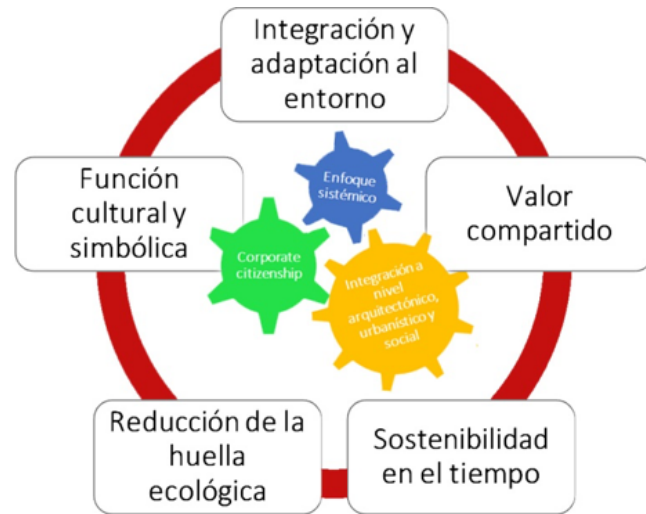 Integración y
adaptación al
entorno
Función
cultural y
simbólica
Enfoque
sistémico
Valor
compartido
Corporate
citizenship
Integración a
nivel
arquitectónico,
urbanístico y
social
Reducción de la
huella
ecológica
Sostenibilidad
en el tiempo